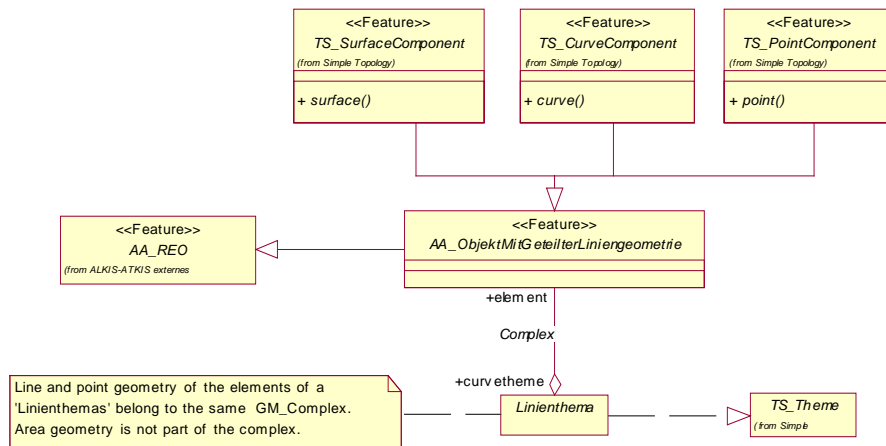 <<Feature>>
TS_SurfaceComponent
(from Simple Topology)
+ surface()
<<Feature>>
TS_CurveComponent
(from Simple Topology)
+ curve()
<<Feature>>
TS_PointComponent
(from Simple Topology)
+ point()
<<Feature>>
AA_REO
(from ALKIS-ATKIS externes
<<Feature>>
AA_ObjektMitGeteilterLiniengeometrie
+element
Complex
+curvetheme
Line and point geometry of the elements of a
'Linienthemas' belong to the same GM_Complex.
Area geometry is not part of the complex.
Linienthema
TS_Theme
(from Simple